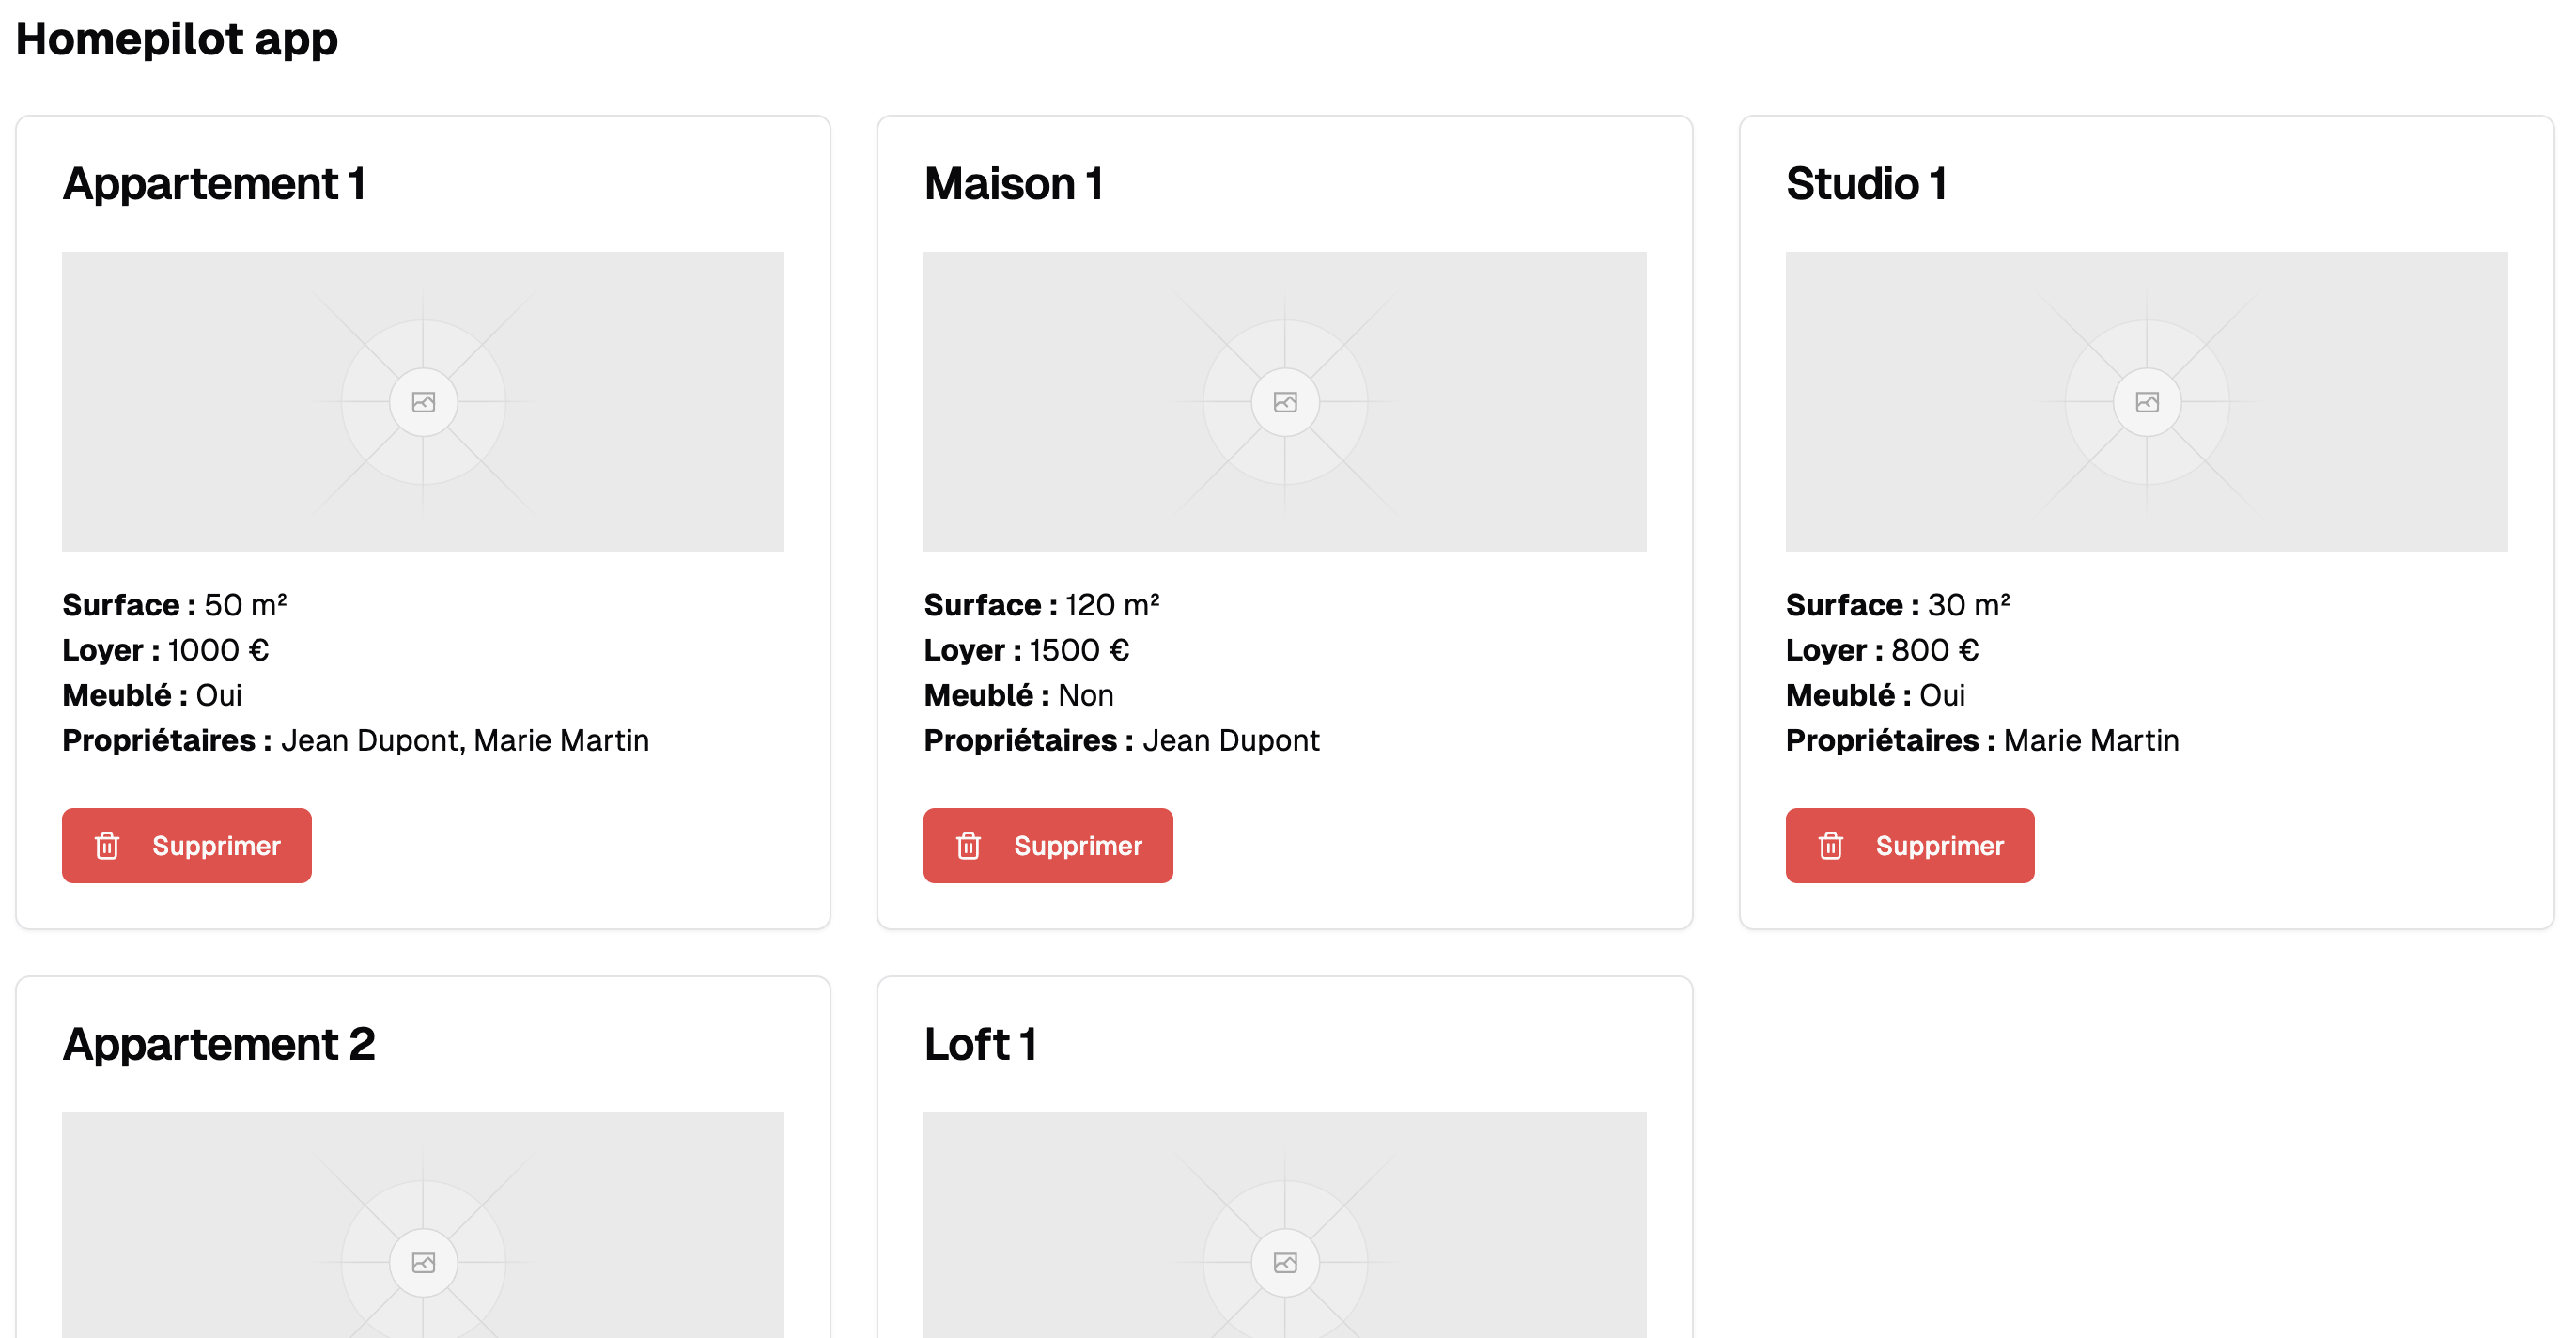 Homepilot app
Appartement 1
Surface : 50 m²
Loyer : 1000 €
Meublé : Oui
Propriétaires : Jean Dupont, Marie Martin
Supprimer
Maison 1
Surface : 120 m²
Loyer : 1500 €
Meublé : Non
Propriétaires : Jean Dupont
Supprimer
Studio 1
Surface : 30 m²
Loyer : 800 €
Meublé : Oui
Propriétaires : Marie Martin
Supprimer
Appartement 2
Loft 1